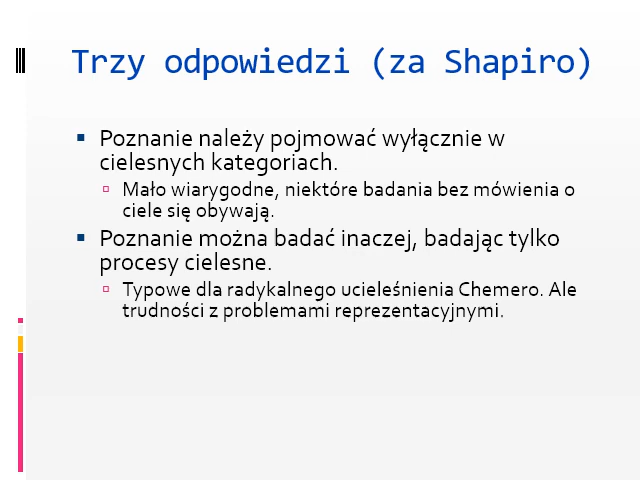 Trzy odpowiedzi (za Shapiro)
Poznanie należy pojmować wyłącznie w
cielesnych kategoriach.
Mało wiarygodne, niektóre badania bez mówienia o
ciele się obywają.
Poznanie można badać inaczej, badając tylko
procesy cielesne.
Typowe dla radykalnego ucieleśnienia Chemero. Ale
trudności z problemami reprezentacyjnymi.